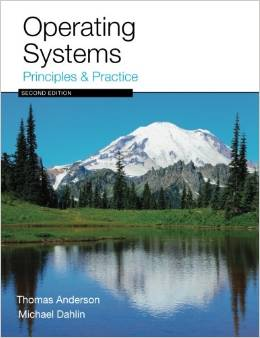 Operating
Systems
Principles & Practice
SECOND EDITION
Thomas Anderson
Michael Dahlin